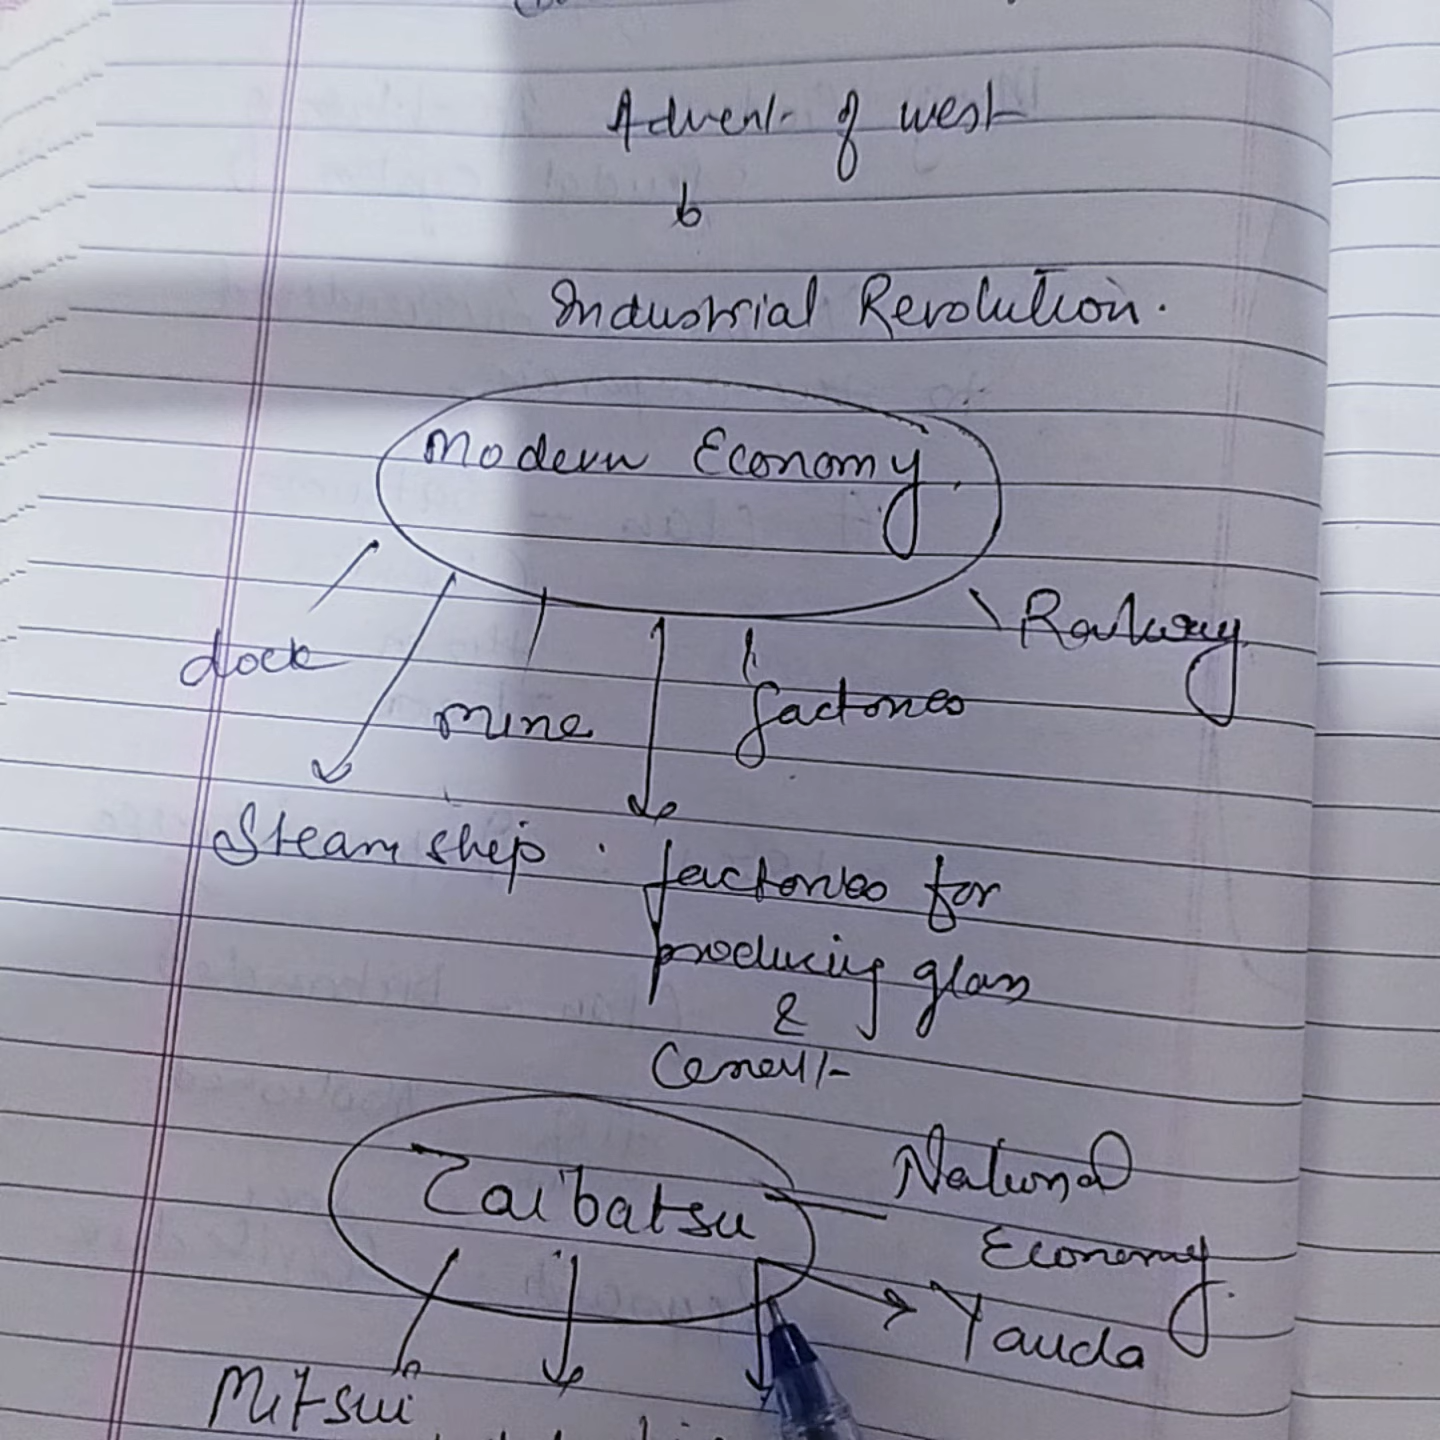 Advent of west
Industrial Revolution.
Modern Economy
dock
Railway
mine
factories
Steam ship
factories for
producing glass
&
Cement
National
Zaibatsu
Economy
Yauda
Mitsui